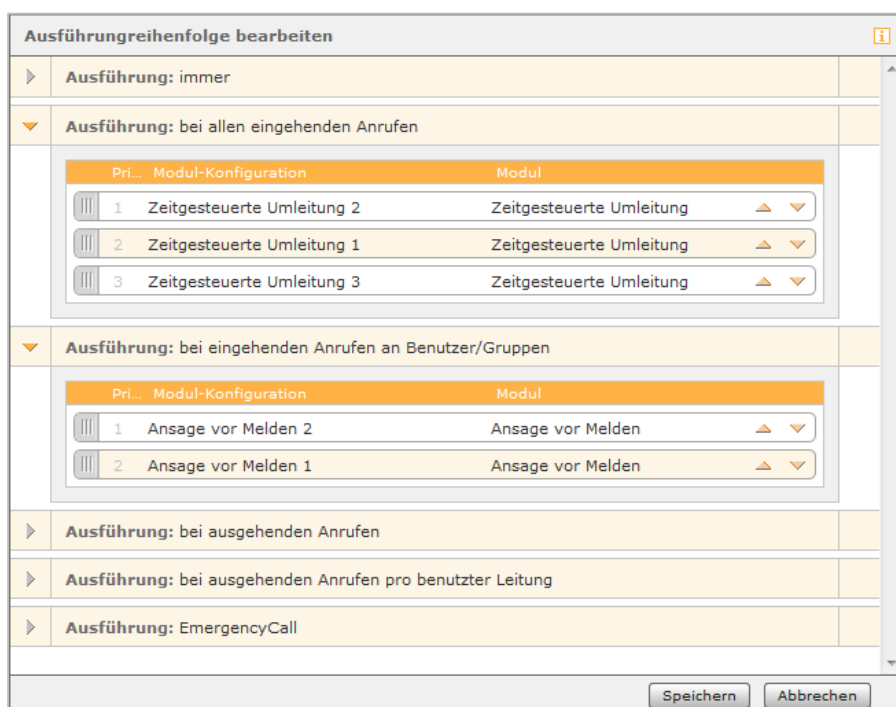 Ausführungreihenfolge bearbeiten
Ausführung: immer
Ausführung: bei allen eingehenden Anrufen
Pri... Modul-Konfiguration Modul
1 Zeitgesteuerte Umleitung 2 Zeitgesteuerte Umleitung
2 Zeitgesteuerte Umleitung 1 Zeitgesteuerte Umleitung
3 Zeitgesteuerte Umleitung 3 Zeitgesteuerte Umleitung
Ausführung: bei eingehenden Anrufen an Benutzer/Gruppen
Pri... Modul-Konfiguration Modul
1 Ansage vor Melden 2 Ansage vor Melden
2 Ansage vor Melden 1 Ansage vor Melden
Ausführung: bei ausgehenden Anrufen
Ausführung: bei ausgehenden Anrufen pro benutzter Leitung
Ausführung: EmergencyCall
Speichern Abbrechen